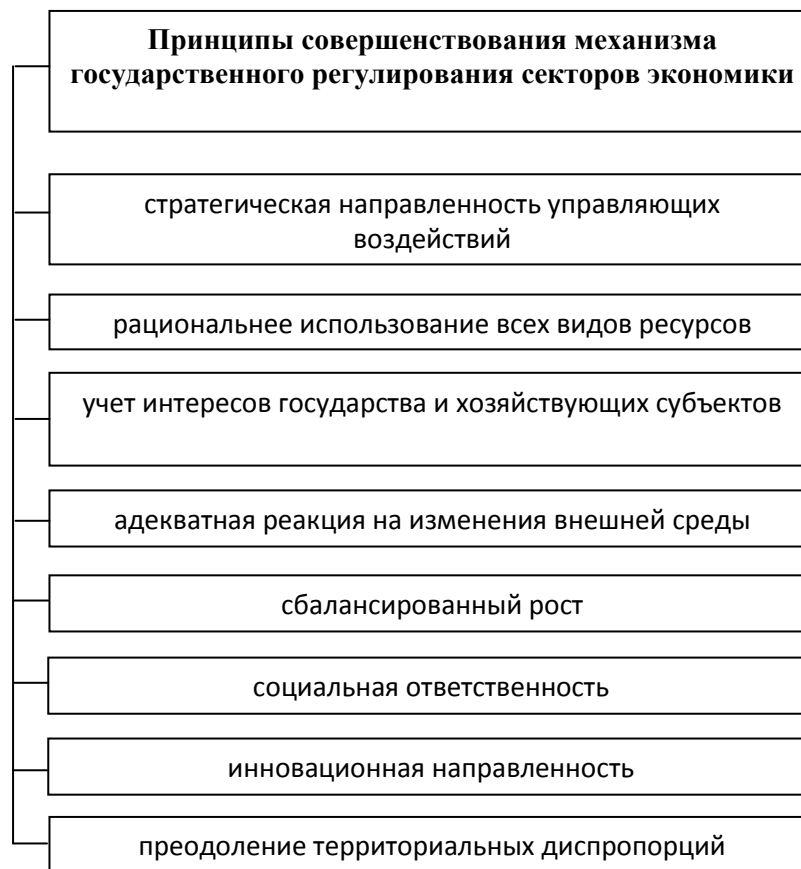 Принципы совершенствования механизма
государственного регулирования секторов экономики
стратегическая направленность управляющих
воздействий
рациональнее использование всех видов ресурсов
учет интересов государства и хозяйствующих субъектов
адекватная реакция на изменения внешней среды
сбалансированный рост
социальная ответственность
инновационная направленность
преодоление территориальных диспропорций